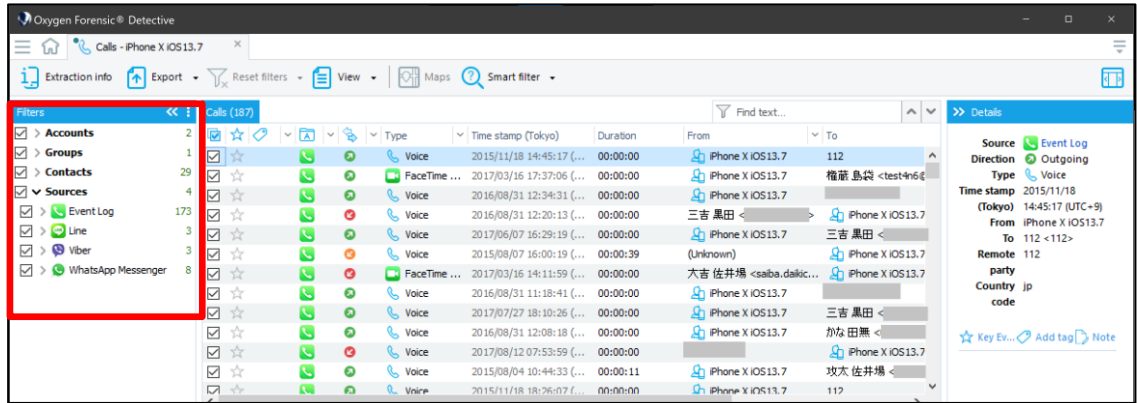 Oxygen Forensic® Detective
Calls - iPhone X iOS13.7
Extraction info Export Reset filters View Maps Smart filter
Filters
Accounts 2
Groups 1
Contacts 29
Sources 4
Event Log 173
Line 3
Viber 3
WhatsApp Messenger 8
Calls (187) Find text...
Type Time stamp (Tokyo) Duration From To
Voice 2015/11/18 14:45:17 (... 00:00:00 iPhone X iOS13.7 112
FaceTime ... 2017/03/16 17:37:06 (... 00:00:00 iPhone X iOS13.7 権蔵 島袋 <test4n6@
Voice 2016/08/31 12:34:31 (... 00:00:00 iPhone X iOS13.7
Voice 2016/08/31 12:20:13 (... 00:00:00 三吉 黒田 < > iPhone X iOS13.7
Voice 2017/06/07 16:29:19 (... 00:00:00 iPhone X iOS13.7 三吉 黒田 <
Voice 2015/08/07 16:00:19 (... 00:00:39 (Unknown) iPhone X iOS13.7
FaceTime ... 2017/03/16 14:11:59 (... 00:00:00 大吉 佐井場 <saiba.daikic... iPhone X iOS13.7
Voice 2016/08/31 11:18:41 (... 00:00:00 iPhone X iOS13.7
Voice 2017/07/27 18:10:26 (... 00:00:00 iPhone X iOS13.7 三吉 黒田 <
Voice 2016/08/31 12:08:18 (... 00:00:00 iPhone X iOS13.7 かな 田無 <
Voice 2017/08/12 07:53:59 (... 00:00:00 iPhone X iOS13.7
Voice 2015/08/04 10:44:33 (... 00:00:11 iPhone X iOS13.7 攻太 佐井場 <
Voice 2015/11/18 18:26:07 (... 00:00:00 iPhone X iOS13.7 112
Details
Source Event Log
Direction Outgoing
Type Voice
Time stamp 2015/11/18
(Tokyo) 14:45:17 (UTC+9)
From iPhone X iOS13.7
To 112 <112>
Remote 112
party
Country jp
code
Key Ev... Add tag Note